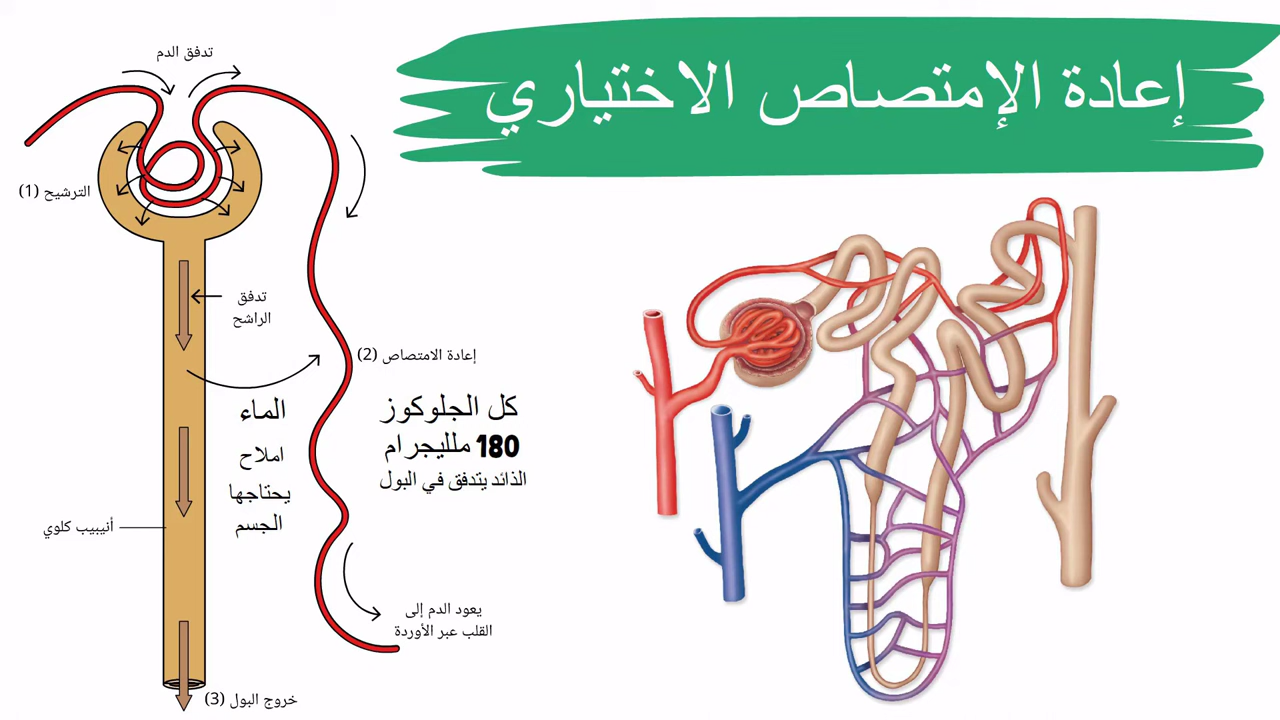 إعادة الإمتصاص الاختياري
تدفق الدم
الترشيح (1)
تدفق
الراشح
إعادة الامتصاص (2)
الماء
املاح
يحتاجها
الجسم
كل الجلوكوز
180 ملليجرام
الذائد يتدفق في البول
أنيبيب كلوي
يعود الدم إلى
القلب عبر الأوردة
خروج البول (3)